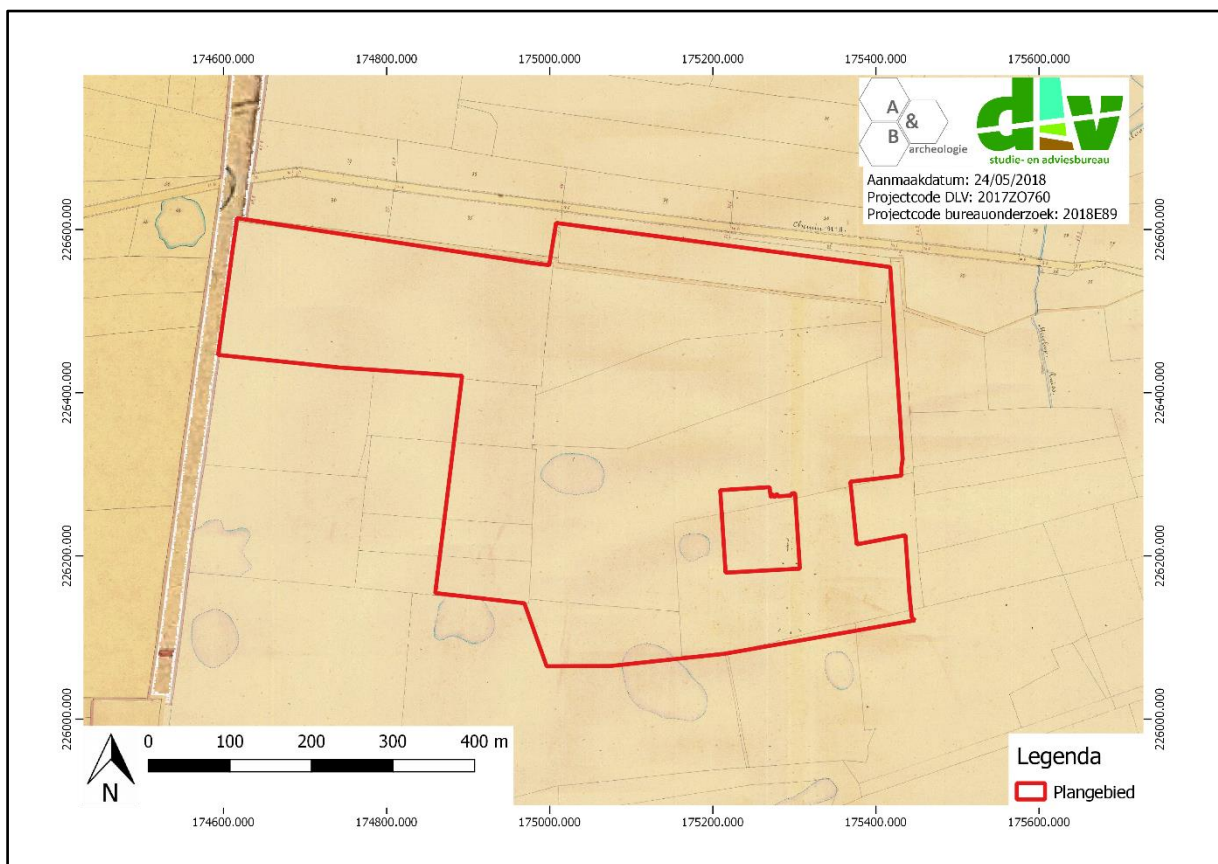 174600.000 174800.000 175000.000 175200.000 175400.000 175600.000
A
&
B
archeologie
dlv
studie- en adviesbureau
Aanmaakdatum: 24/05/2018
Projectcode DLV: 2017ZO760
Projectcode bureauonderzoek: 2018E89
226600.000 226600.000
226400.000 226400.000
226200.000 226200.000
226000.000 226000.000
0 100 200 300 400 m
N
Legenda
Plangebied
174600.000 174800.000 175000.000 175200.000 175400.000 175600.000